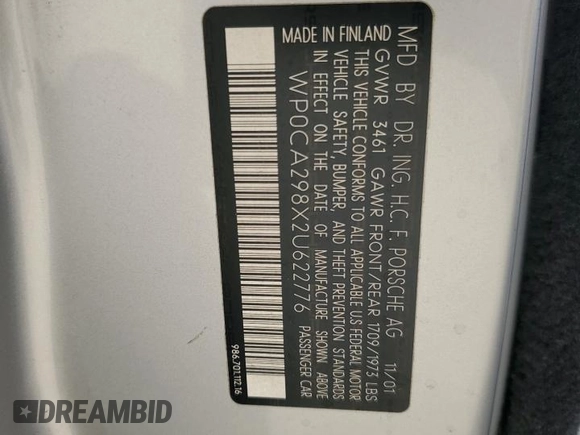 MFD BY DR. ING. H.C. F. PORSCHE AG 11/01
GVWR 3461 GAWR FRONT/REAR 1709/1973 LBS
THIS VEHICLE CONFORMS TO ALL APPLICABLE U.S FEDERAL MOTOR
VEHICLE SAFETY, BUMPER, AND THEFT PREVENTION STANDARDS
IN EFFECT ON THE DATE OF MANUFACTURE SHOWN ABOVE
MADE IN FINLAND
WP0CA298X2U622776 PASSENGER CAR
986.701.112.16
DREAMBID